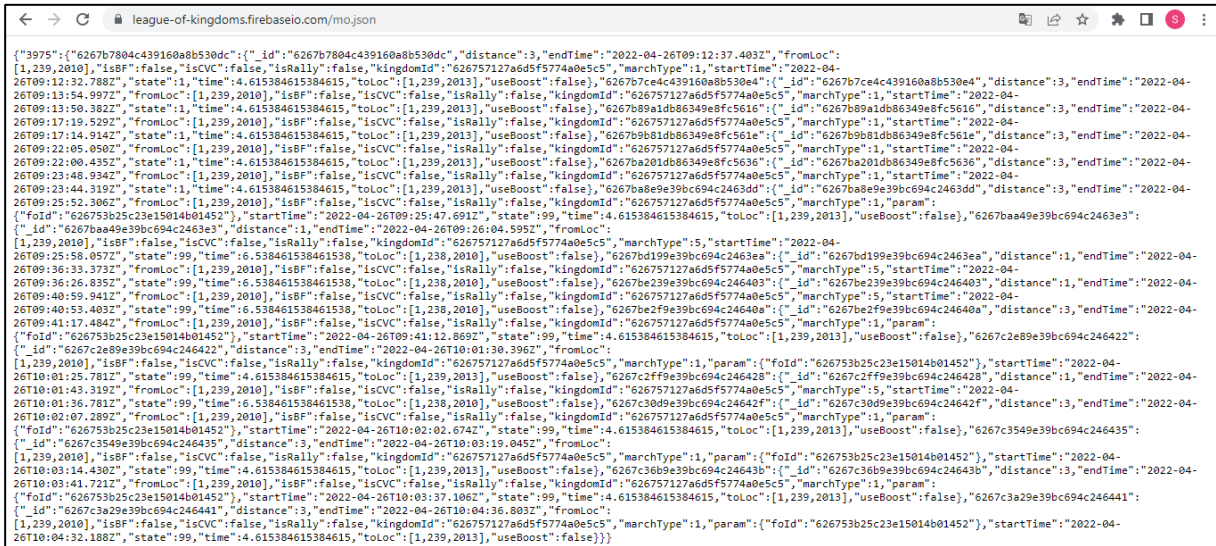 league-of-kingdoms.firebaseio.com/mo.json
S
{"3975":{"6267b7804c439160a8b530dc":{"_id":"6267b7804c439160a8b530dc","distance":3,"endTime":"2022-04-26T09:12:37.403Z","fromLoc":
[1,239,2010],"isBF":false,"isCVC":false,"isRally":false,"kingdomId":"626757127a6d5f5774a0e5c5","marchType":1,"startTime":"2022-04-
26T09:12:32.788Z","state":1,"time":4.615384615384615,"toLoc":[1,239,2013],"useBoost":false},"6267b7ce4c439160a8b530e4":{"_id":"6267b7ce4c439160a8b530e4","distance":3,"endTime":"2022-04-
26T09:13:54.997Z","fromLoc":[1,239,2010],"isBF":false,"isCVC":false,"isRally":false,"kingdomId":"626757127a6d5f5774a0e5c5","marchType":1,"startTime":"2022-04-
26T09:13:50.382Z","state":1,"time":4.615384615384615,"toLoc":[1,239,2013],"useBoost":false},"6267b89a1db86349e8fc5616":{"_id":"6267b89a1db86349e8fc5616","distance":3,"endTime":"2022-04-
26T09:17:19.529Z","fromLoc":[1,239,2010],"isBF":false,"isCVC":false,"isRally":false,"kingdomId":"626757127a6d5f5774a0e5c5","marchType":1,"startTime":"2022-04-
26T09:17:14.914Z","state":1,"time":4.615384615384615,"toLoc":[1,239,2013],"useBoost":false},"6267b9b81db86349e8fc561e":{"_id":"6267b9b81db86349e8fc561e","distance":3,"endTime":"2022-04-
26T09:22:05.050Z","fromLoc":[1,239,2010],"isBF":false,"isCVC":false,"isRally":false,"kingdomId":"626757127a6d5f5774a0e5c5","marchType":1,"startTime":"2022-04-
26T09:22:00.435Z","state":1,"time":4.615384615384615,"toLoc":[1,239,2013],"useBoost":false},"6267ba201db86349e8fc5636":{"_id":"6267ba201db86349e8fc5636","distance":3,"endTime":"2022-04-
26T09:23:48.934Z","fromLoc":[1,239,2010],"isBF":false,"isCVC":false,"isRally":false,"kingdomId":"626757127a6d5f5774a0e5c5","marchType":1,"startTime":"2022-04-
26T09:23:44.319Z","state":1,"time":4.615384615384615,"toLoc":[1,239,2013],"useBoost":false},"6267ba8e9e39bc694c2463dd":{"_id":"6267ba8e9e39bc694c2463dd","distance":3,"endTime":"2022-04-
26T09:25:52.306Z","fromLoc":[1,239,2010],"isBF":false,"isCVC":false,"isRally":false,"kingdomId":"626757127a6d5f5774a0e5c5","marchType":1,"param":
{"foId":"626753b25c23e15014b01452"},"startTime":"2022-04-26T09:25:47.691Z","state":99,"time":4.615384615384615,"toLoc":[1,239,2013],"useBoost":false},"6267baa49e39bc694c2463e3":
{"_id":"6267baa49e39bc694c2463e3","distance":1,"endTime":"2022-04-26T09:26:04.595Z","fromLoc":
[1,239,2010],"isBF":false,"isCVC":false,"isRally":false,"kingdomId":"626757127a6d5f5774a0e5c5","marchType":5,"startTime":"2022-04-
26T09:25:58.057Z","state":99,"time":6.538461538461538,"toLoc":[1,238,2010],"useBoost":false},"6267bd199e39bc694c2463ea":{"_id":"6267bd199e39bc694c2463ea","distance":1,"endTime":"2022-04-
26T09:36:33.373Z","fromLoc":[1,239,2010],"isBF":false,"isCVC":false,"isRally":false,"kingdomId":"626757127a6d5f5774a0e5c5","marchType":5,"startTime":"2022-04-
26T09:36:26.835Z","state":99,"time":6.538461538461538,"toLoc":[1,238,2010],"useBoost":false},"6267be239e39bc694c246403":{"_id":"6267be239e39bc694c246403","distance":1,"endTime":"2022-04-
26T09:40:59.941Z","fromLoc":[1,239,2010],"isBF":false,"isCVC":false,"isRally":false,"kingdomId":"626757127a6d5f5774a0e5c5","marchType":5,"startTime":"2022-04-
26T09:40:53.403Z","state":99,"time":6.538461538461538,"toLoc":[1,238,2010],"useBoost":false},"6267be2f9e39bc694c24640a":{"_id":"6267be2f9e39bc694c24640a","distance":3,"endTime":"2022-04-
26T09:41:17.484Z","fromLoc":[1,239,2010],"isBF":false,"isCVC":false,"isRally":false,"kingdomId":"626757127a6d5f5774a0e5c5","marchType":1,"param":
{"foId":"626753b25c23e15014b01452"},"startTime":"2022-04-26T09:41:12.869Z","state":99,"time":4.615384615384615,"toLoc":[1,239,2013],"useBoost":false},"6267c2e89e39bc694c246422":
{"_id":"6267c2e89e39bc694c246422","distance":3,"endTime":"2022-04-26T10:01:30.396Z","fromLoc":
[1,239,2010],"isBF":false,"isCVC":false,"isRally":false,"kingdomId":"626757127a6d5f5774a0e5c5","marchType":1,"param":{"foId":"626753b25c23e15014b01452"},"startTime":"2022-04-
26T10:01:25.781Z","state":99,"time":4.615384615384615,"toLoc":[1,239,2013],"useBoost":false},"6267c2ff9e39bc694c246428":{"_id":"6267c2ff9e39bc694c246428","distance":1,"endTime":"2022-04-
26T10:01:43.319Z","fromLoc":[1,239,2010],"isBF":false,"isCVC":false,"isRally":false,"kingdomId":"626757127a6d5f5774a0e5c5","marchType":5,"startTime":"2022-04-
26T10:01:36.781Z","state":99,"time":6.538461538461538,"toLoc":[1,238,2010],"useBoost":false},"6267c30d9e39bc694c24642f":{"_id":"6267c30d9e39bc694c24642f","distance":3,"endTime":"2022-04-
26T10:02:07.289Z","fromLoc":[1,239,2010],"isBF":false,"isCVC":false,"isRally":false,"kingdomId":"626757127a6d5f5774a0e5c5","marchType":1,"param":
{"foId":"626753b25c23e15014b01452"},"startTime":"2022-04-26T10:02:02.674Z","state":99,"time":4.615384615384615,"toLoc":[1,239,2013],"useBoost":false},"6267c3549e39bc694c246435":
{"_id":"6267c3549e39bc694c246435","distance":3,"endTime":"2022-04-26T10:03:19.045Z","fromLoc":
[1,239,2010],"isBF":false,"isCVC":false,"isRally":false,"kingdomId":"626757127a6d5f5774a0e5c5","marchType":1,"param":{"foId":"626753b25c23e15014b01452"},"startTime":"2022-04-
26T10:03:14.430Z","state":99,"time":4.615384615384615,"toLoc":[1,239,2013],"useBoost":false},"6267c36b9e39bc694c24643b":{"_id":"6267c36b9e39bc694c24643b","distance":3,"endTime":"2022-04-
26T10:03:41.721Z","fromLoc":[1,239,2010],"isBF":false,"isCVC":false,"isRally":false,"kingdomId":"626757127a6d5f5774a0e5c5","marchType":1,"param":
{"foId":"626753b25c23e15014b01452"},"startTime":"2022-04-26T10:03:37.106Z","state":99,"time":4.615384615384615,"toLoc":[1,239,2013],"useBoost":false},"6267c3a29e39bc694c246441":
{"_id":"6267c3a29e39bc694c246441","distance":3,"endTime":"2022-04-26T10:04:36.803Z","fromLoc":
[1,239,2010],"isBF":false,"isCVC":false,"isRally":false,"kingdomId":"626757127a6d5f5774a0e5c5","marchType":1,"param":{"foId":"626753b25c23e15014b01452"},"startTime":"2022-04-
26T10:04:32.188Z","state":99,"time":4.615384615384615,"toLoc":[1,239,2013],"useBoost":false}}}